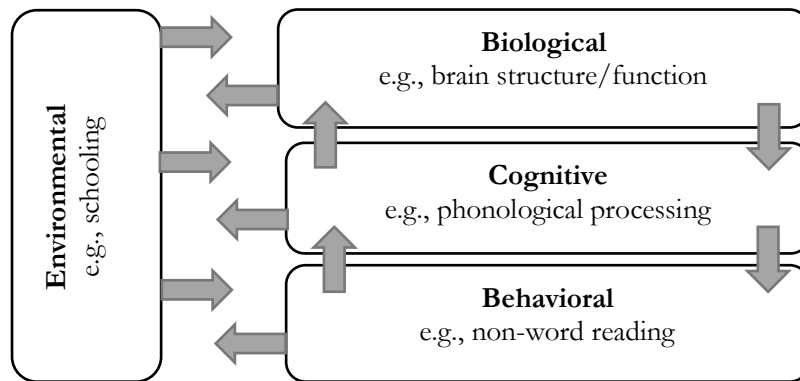 Environmental
e.g., schooling
Biological
e.g., brain structure/function
Cognitive
e.g., phonological processing
Behavioral
e.g., non-word reading